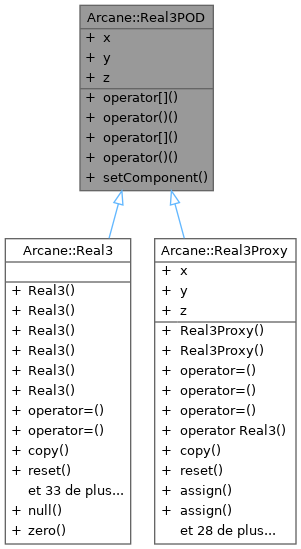 Arcane::Real3POD
+ x
+ y
+ z
+ operator[]()
+ operator()()
+ operator[]()
+ operator()()
+ setComponent()
Arcane::Real3
+ Real3()
+ Real3()
+ Real3()
+ Real3()
+ Real3()
+ Real3()
+ operator=()
+ operator=()
+ copy()
+ reset()
et 33 de plus...
+ null()
+ zero()
Arcane::Real3Proxy
+ x
+ y
+ z
+ Real3Proxy()
+ Real3Proxy()
+ operator=()
+ operator=()
+ operator=()
+ operator Real3()
+ copy()
+ reset()
+ assign()
+ assign()
et 28 de plus...